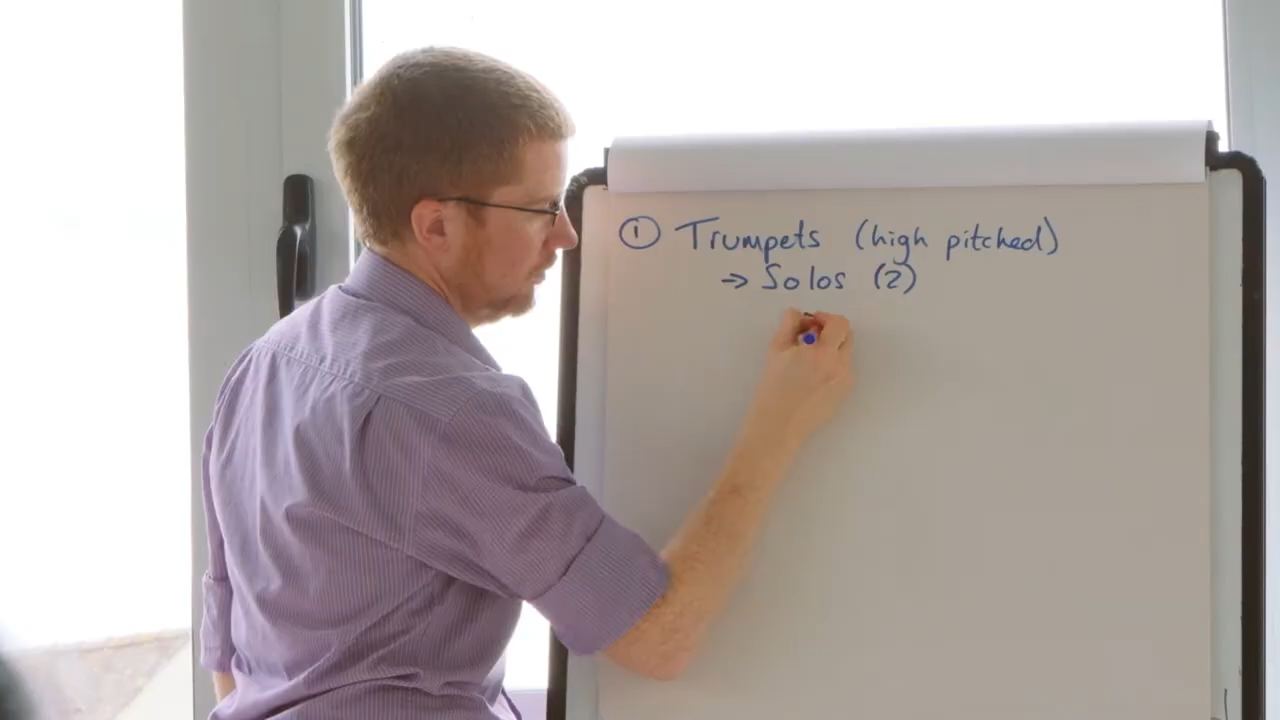 ① Trumpets (high pitched)
→ Solos (2)